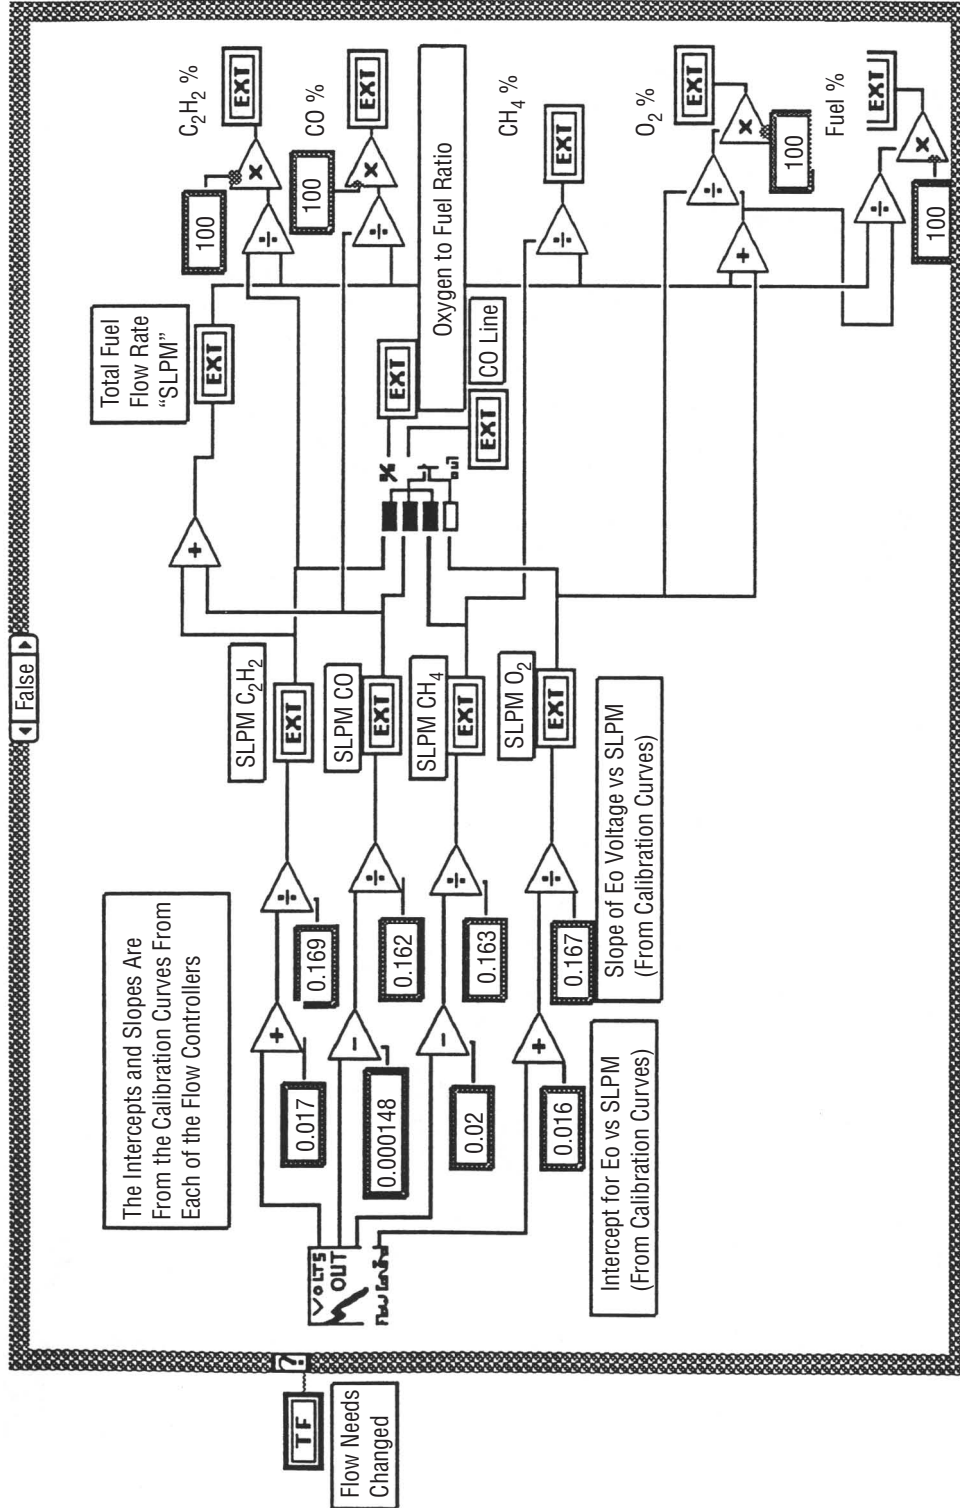 False
TF
?
Flow Needs
Changed
The Intercepts and Slopes Are
From the Calibration Curves From
Each of the Flow Controllers
VOLTS
OUT
0.017
+
0.169
÷
SLPM C2H2
EXT
0.000148
−
0.162
÷
SLPM CO
EXT
0.02
−
0.163
÷
SLPM CH4
EXT
0.016
+
0.167
÷
SLPM O2
EXT
Intercept for Eo vs SLPM
(From Calibration Curves)
Slope of Eo Voltage vs SLPM
(From Calibration Curves)
+
Total Fuel
Flow Rate
“SLPM”
EXT
EXT
Oxygen to Fuel Ratio
EXT
CO Line
÷
100
x
EXT
C2H2 %
÷
100
x
EXT
CO %
÷
EXT
CH4 %
+
÷
100
x
EXT
O2 %
÷
100
x
EXT
Fuel %